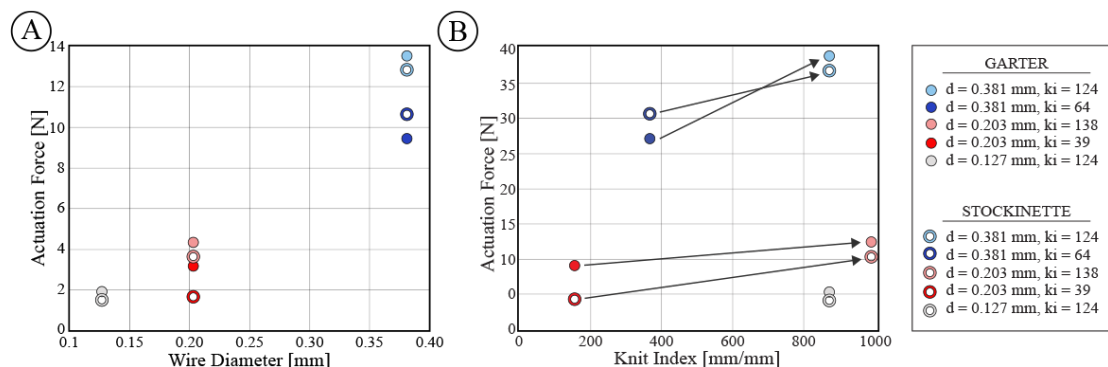 A
B
14
12
10
8
6
4
2
0
0.1
0.15
0.20
0.25
0.30
0.35
0.40
Actuation Force [N]
Wire Diameter [mm]
40
35
30
25
20
15
10
0
0
0
200
400
600
800
1000
Actuation Force [N]
Knit Index [mm/mm]
GARTER
d = 0.381 mm, ki = 124
d = 0.381 mm, ki = 64
d = 0.203 mm, ki = 138
d = 0.203 mm, ki = 39
d = 0.127 mm, ki = 124
STOCKINETTE
d = 0.381 mm, ki = 124
d = 0.381 mm, ki = 64
d = 0.203 mm, ki = 138
d = 0.203 mm, ki = 39
d = 0.127 mm, ki = 124